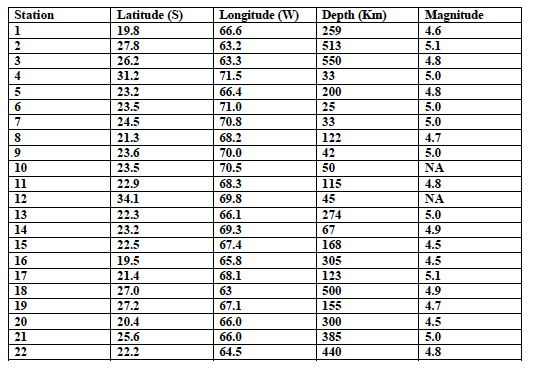 Station Latitude (S) Longitude (W) Depth (Km) Magnitude
1 19.8 66.6 259 4.6
2 27.8 63.2 513 5.1
3 26.2 63.3 550 4.8
4 31.2 71.5 33 5.0
5 23.2 66.4 200 4.8
6 23.5 71.0 25 5.0
7 24.5 70.8 33 5.0
8 21.3 68.2 122 4.7
9 23.6 70.0 42 5.0
10 23.5 70.5 50 NA
11 22.9 68.3 115 4.8
12 34.1 69.8 45 NA
13 22.3 66.1 274 5.0
14 23.2 69.3 67 4.9
15 22.5 67.4 168 4.5
16 19.5 65.8 305 4.5
17 21.4 68.1 123 5.1
18 27.0 63 500 4.9
19 27.2 67.1 155 4.7
20 20.4 66.0 300 4.5
21 25.6 66.0 385 5.0
22 22.2 64.5 440 4.8